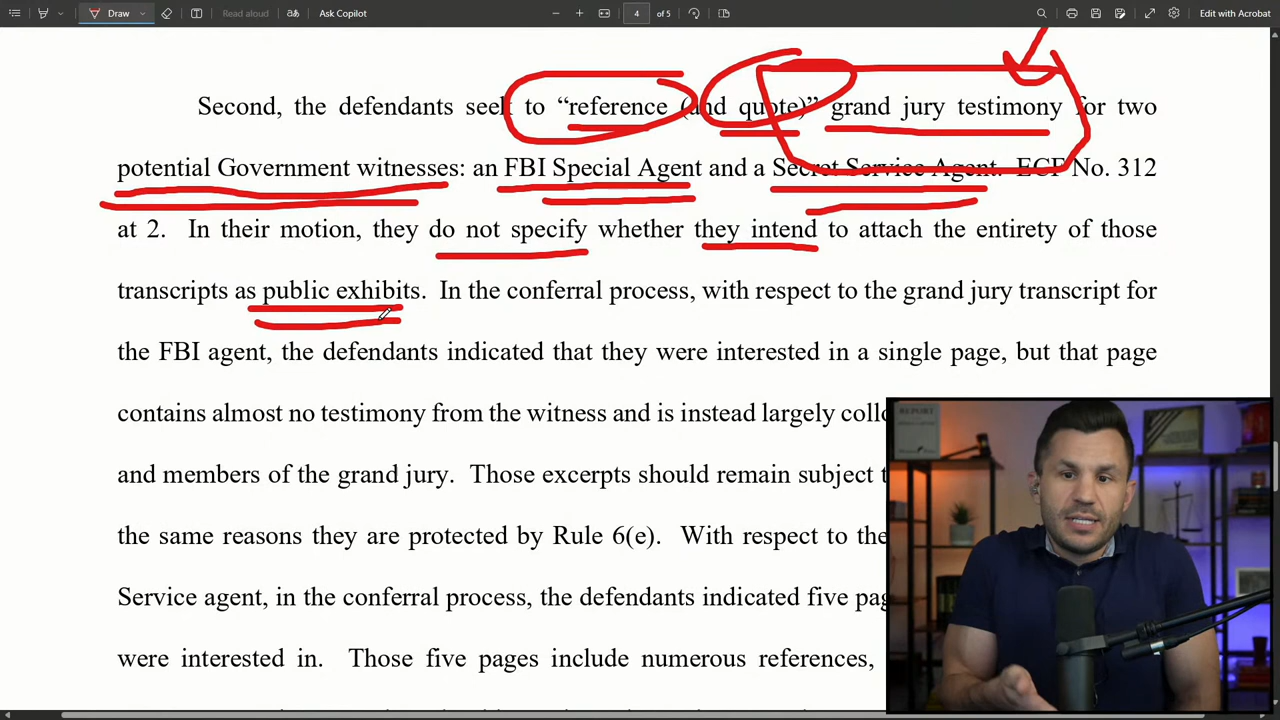 Draw
Read aloud
Ask Copilot
4 of 5
Edit with Acrobat
Second, the defendants seek to “reference (and quote)” grand jury testimony for two
potential Government witnesses: an FBI Special Agent and a Secret Service Agent. ECF No. 312
at 2. In their motion, they do not specify whether they intend to attach the entirety of those
transcripts as public exhibits. In the conferral process, with respect to the grand jury transcript for
the FBI agent, the defendants indicated that they were interested in a single page, but that page
contains almost no testimony from the witness and is instead largely collo
and members of the grand jury. Those excerpts should remain subject t
the same reasons they are protected by Rule 6(e). With respect to the
Service agent, in the conferral process, the defendants indicated five pag
were interested in. Those five pages include numerous references,
REPORT